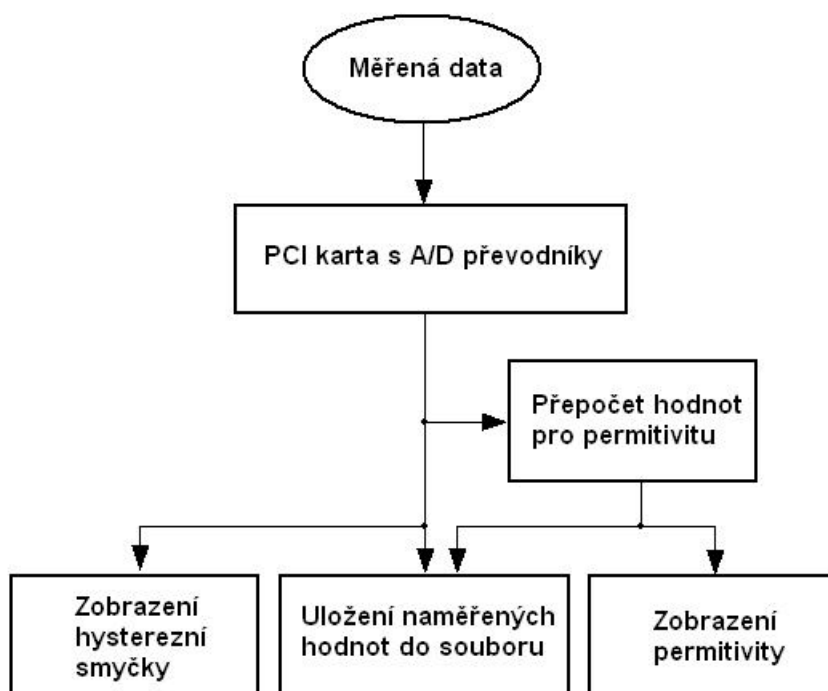 Měřená data
PCI karta s A/D převodníky
Přepočet hodnot
pro permitivitu
Zobrazení
hysterezní
smyčky
Uložení naměřených
hodnot do souboru
Zobrazení
permitivity